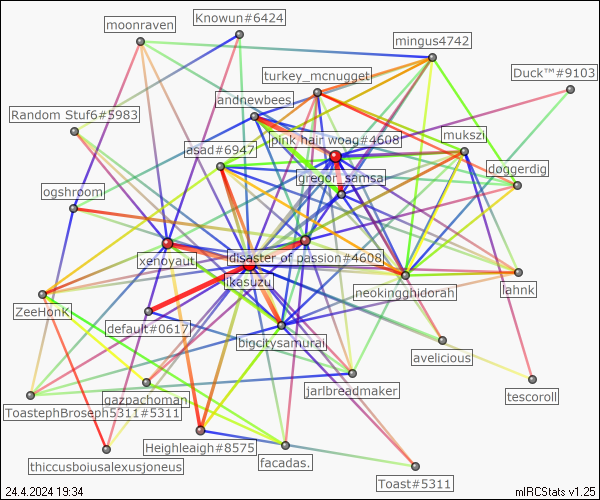 Knowun#6424
moonraven
mingus4742
Duck™#9103
turkey_mcnugget
andnewbees
Random Stuf6#5983
pink hair woag#4608
mukszi
asad#6947
doggerdig
gregor_samsa
ogshroom
xenoyaut
disaster of passion#4608
ikasuzu
neokingghidorah
lahnk
ZeeHonK
default#0617
bigcitysamurai
avelicious
gazpachoman
jarlbreadmaker
tescoroll
ToastephBroseph5311#5311
Heighleaigh#8575
facadas.
thiccusboiusalexusjoneus
Toast#5311
24.4.2024 19:34
mIRCStats v1.25